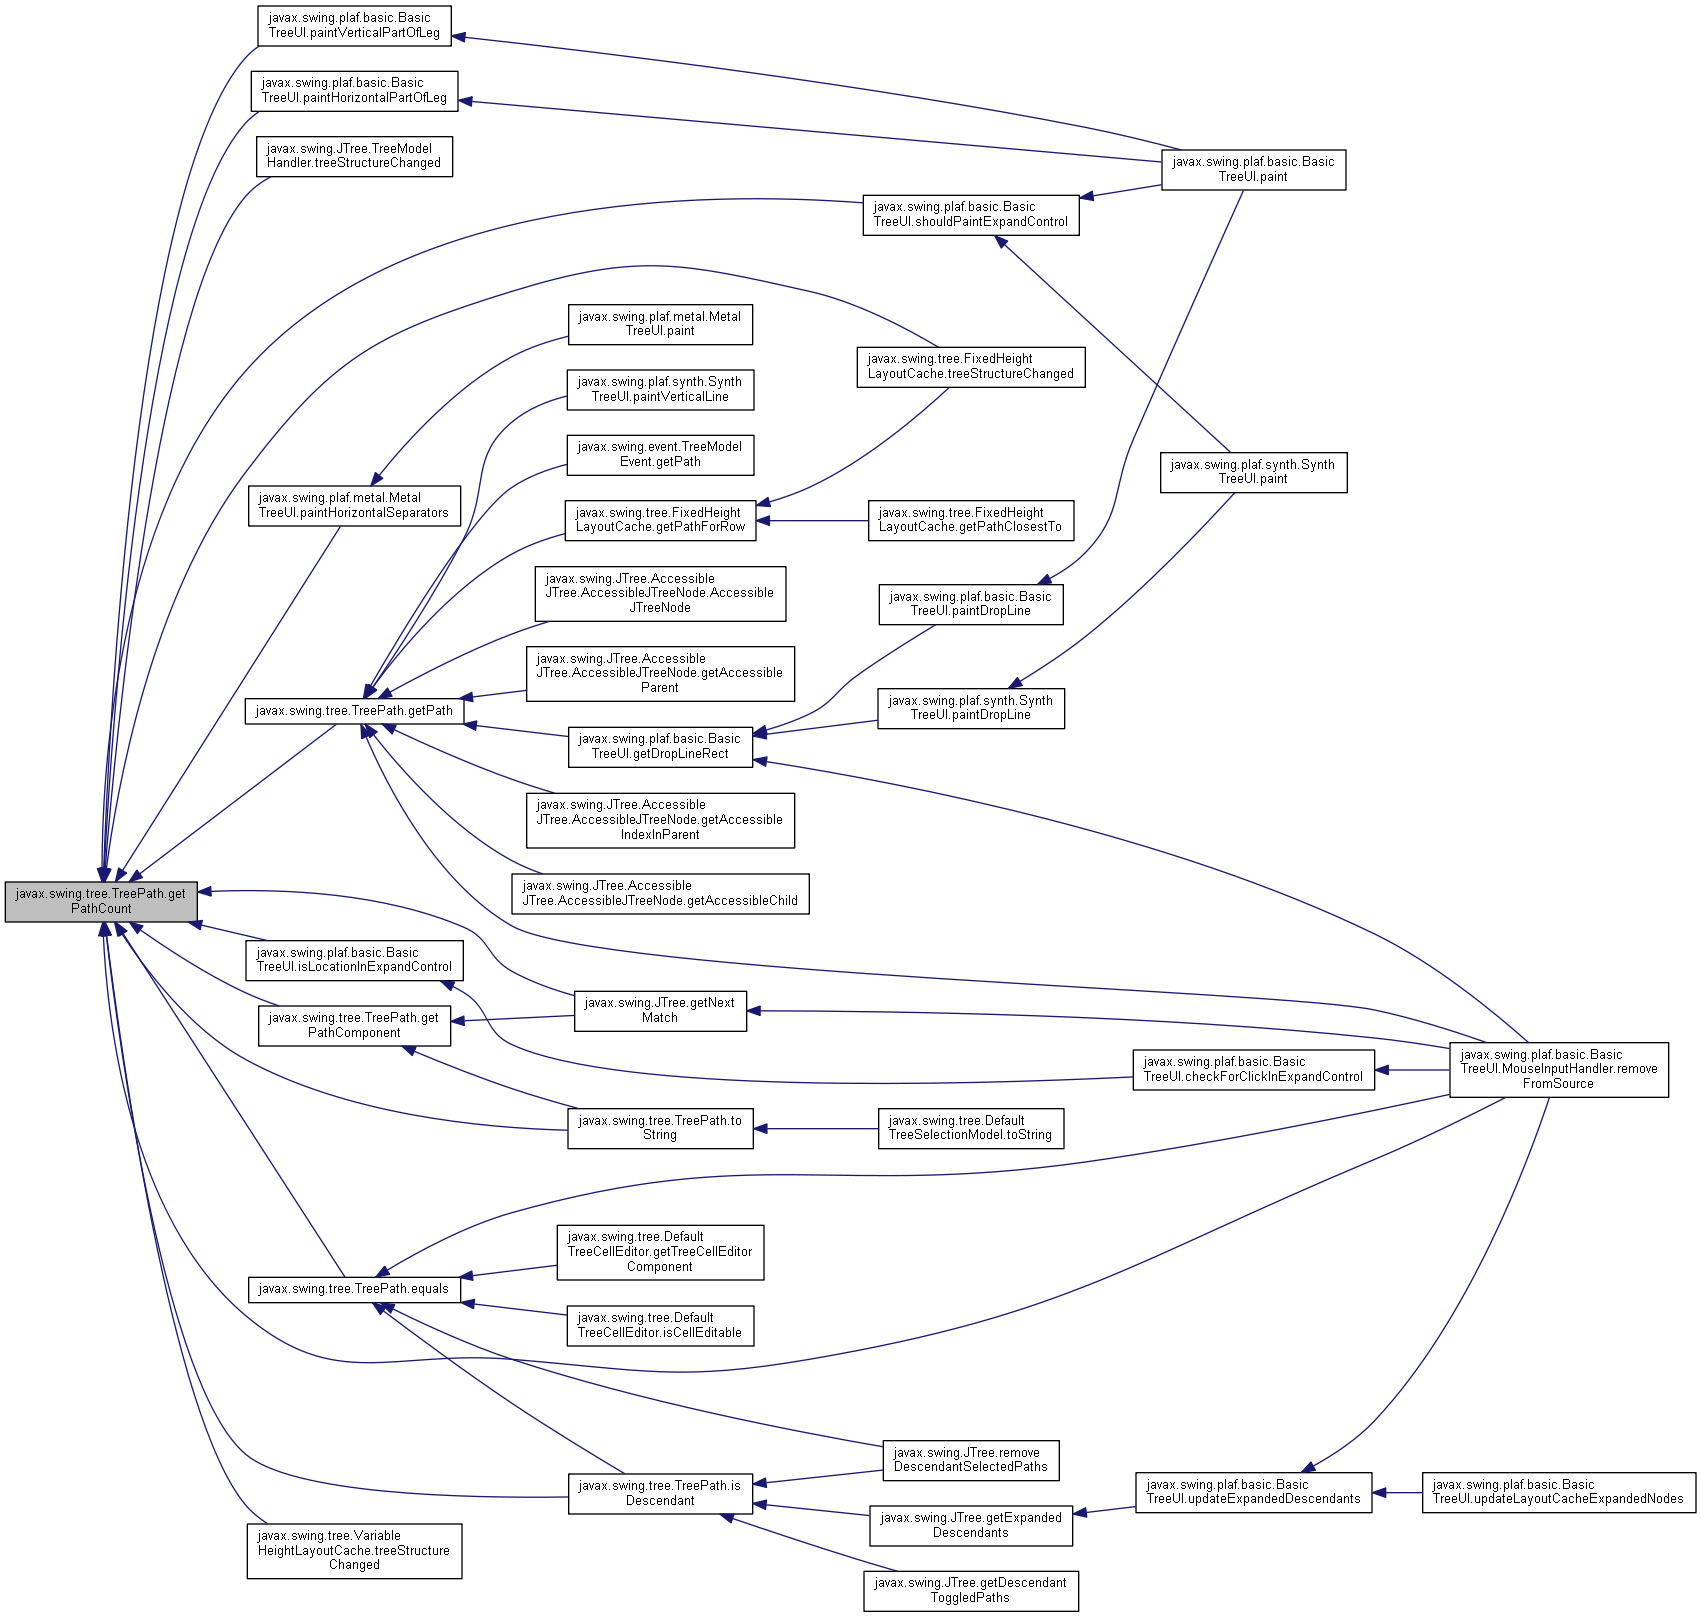 javax.swing.plaf.basic.Basic
TreeUI.paintVerticalPartOfLeg
javax.swing.plaf.basic.Basic
TreeUI.paintHorizontalPartOfLeg
javax.swing.JTree.TreeModel
Handler.treeStructureChanged
javax.swing.plaf.basic.Basic
TreeUI.paint
javax.swing.plaf.basic.Basic
TreeUI.shouldPaintExpandControl
javax.swing.plaf.metal.Metal
TreeUI.paint
javax.swing.tree.FixedHeight
LayoutCache.treeStructureChanged
javax.swing.plaf.synth.Synth
TreeUI.paintVerticalLine
javax.swing.event.TreeModel
Event.getPath
javax.swing.plaf.synth.Synth
TreeUI.paint
javax.swing.plaf.metal.Metal
TreeUI.paintHorizontalSeparators
javax.swing.tree.FixedHeight
LayoutCache.getPathForRow
javax.swing.tree.FixedHeight
LayoutCache.getPathClosestTo
javax.swing.JTree.Accessible
JTree.AccessibleJTreeNode.Accessible
JTreeNode
javax.swing.plaf.basic.Basic
TreeUI.paintDropLine
javax.swing.JTree.Accessible
JTree.AccessibleJTreeNode.getAccessible
Parent
javax.swing.tree.TreePath.getPath
javax.swing.plaf.synth.Synth
TreeUI.paintDropLine
javax.swing.plaf.basic.Basic
TreeUI.getDropLineRect
javax.swing.JTree.Accessible
JTree.AccessibleJTreeNode.getAccessible
IndexInParent
javax.swing.JTree.Accessible
JTree.AccessibleJTreeNode.getAccessibleChild
javax.swing.tree.TreePath.get
PathCount
javax.swing.plaf.basic.Basic
TreeUI.isLocationInExpandControl
javax.swing.JTree.getNext
Match
javax.swing.tree.TreePath.get
PathComponent
javax.swing.plaf.basic.Basic
TreeUI.checkForClickInExpandControl
javax.swing.plaf.basic.Basic
TreeUI.MouseInputHandler.remove
FromSource
javax.swing.tree.TreePath.to
String
javax.swing.tree.Default
TreeSelectionModel.toString
javax.swing.tree.Default
TreeCellEditor.getTreeCellEditor
Component
javax.swing.tree.TreePath.equals
javax.swing.tree.Default
TreeCellEditor.isCellEditable
javax.swing.JTree.remove
DescendantSelectedPaths
javax.swing.tree.TreePath.is
Descendant
javax.swing.plaf.basic.Basic
TreeUI.updateExpandedDescendants
javax.swing.plaf.basic.Basic
TreeUI.updateLayoutCacheExpandedNodes
javax.swing.JTree.getExpanded
Descendants
javax.swing.tree.Variable
HeightLayoutCache.treeStructure
Changed
javax.swing.JTree.getDescendant
ToggledPaths